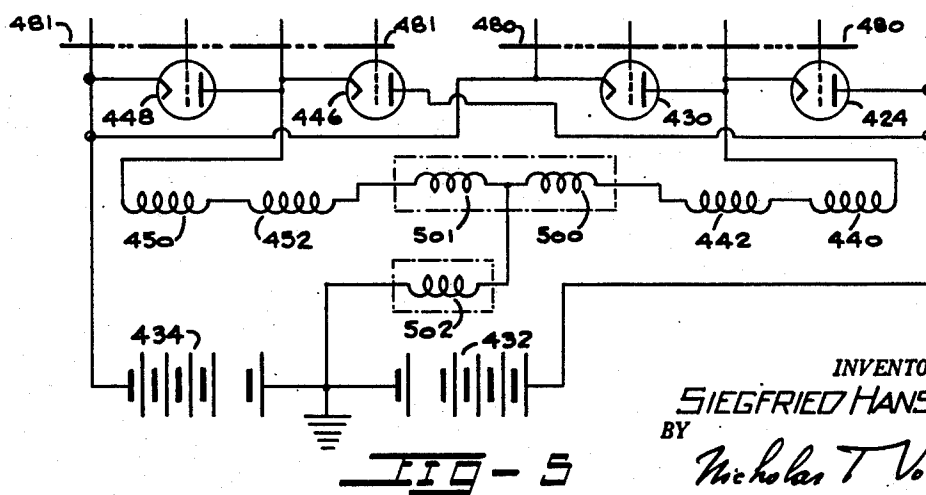 481 481 480 480
448 446 430 424
450 452 501 500 442 440
502
434 432
INVENTO
SIEGFRIED HANS
BY
Nicholas T Vo
Fig-5